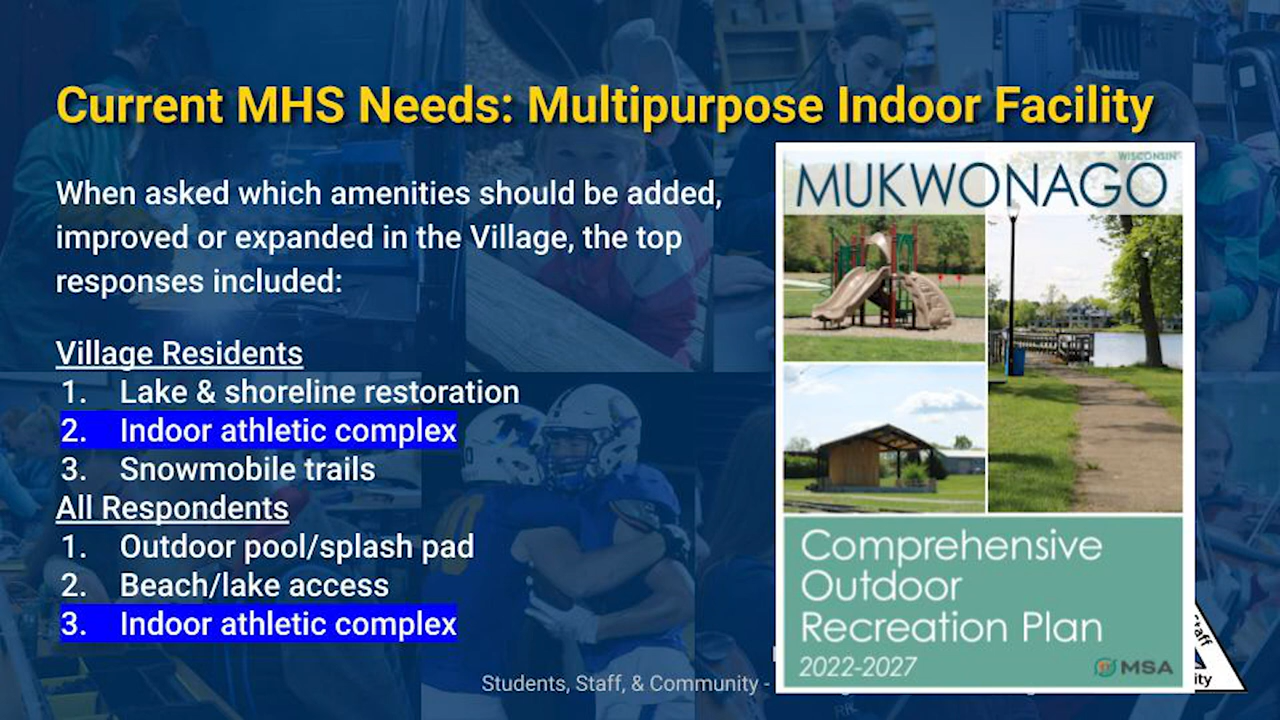 Current MHS Needs: Multipurpose Indoor Facility
When asked which amenities should be added,
improved or expanded in the Village, the top
responses included:
Village Residents
1. Lake & shoreline restoration
2. Indoor athletic complex
3. Snowmobile trails
All Respondents
1. Outdoor pool/splash pad
2. Beach/lake access
3. Indoor athletic complex
WISCONSIN
MUKWONAGO
Comprehensive
Outdoor
Recreation Plan
2022-2027
MSA
Students, Staff, & Community -